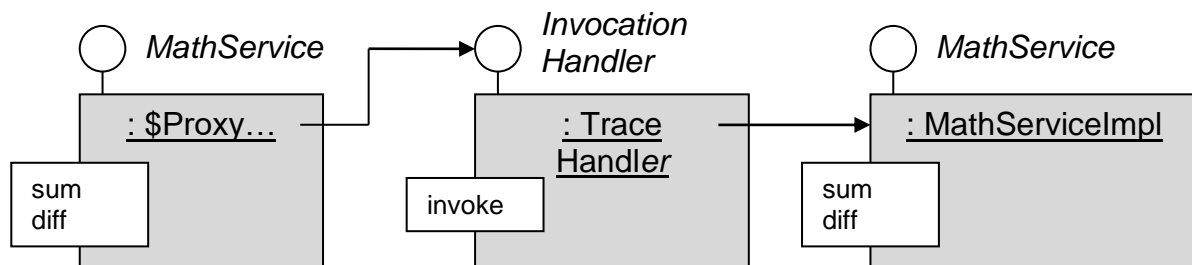 MathService
: $Proxy…
sum
diff
Invocation
Handler
: Trace
Handler
invoke
MathService
: MathServiceImpl
sum
diff